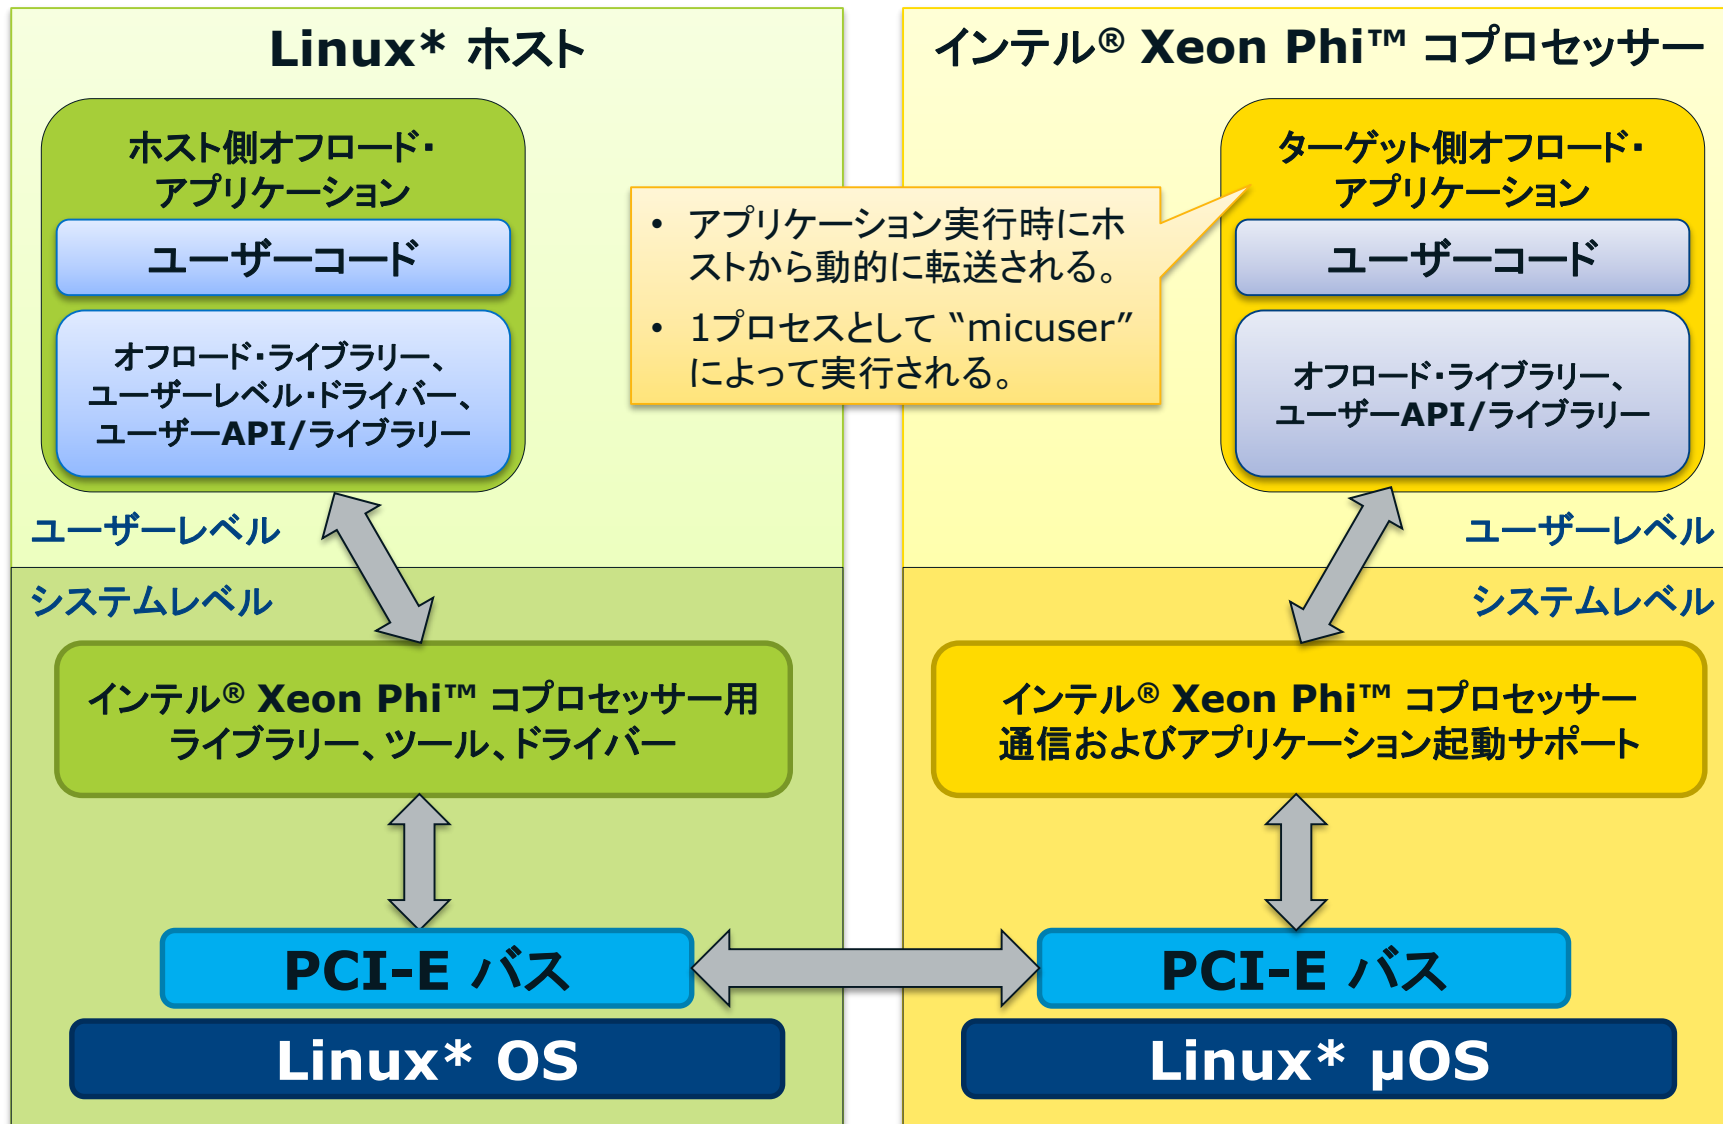 Linux* ホスト
ホスト側オフロード・
アプリケーション
ユーザーコード
オフロード・ライブラリー、
ユーザーレベル・ドライバー、
ユーザーAPI/ライブラリー
ユーザーレベル
システムレベル
インテル® Xeon Phi™ コプロセッサー用
ライブラリー、ツール、ドライバー
PCI-E バス
Linux* OS
• アプリケーション実行時にホ
ストから動的に転送される。
• 1プロセスとして “micuser”
によって実行される。
インテル® Xeon Phi™ コプロセッサー
ターゲット側オフロード・
アプリケーション
ユーザーコード
オフロード・ライブラリー、
ユーザーAPI/ライブラリー
ユーザーレベル
システムレベル
インテル® Xeon Phi™ コプロセッサー
通信およびアプリケーション起動サポート
PCI-E バス
Linux* µOS